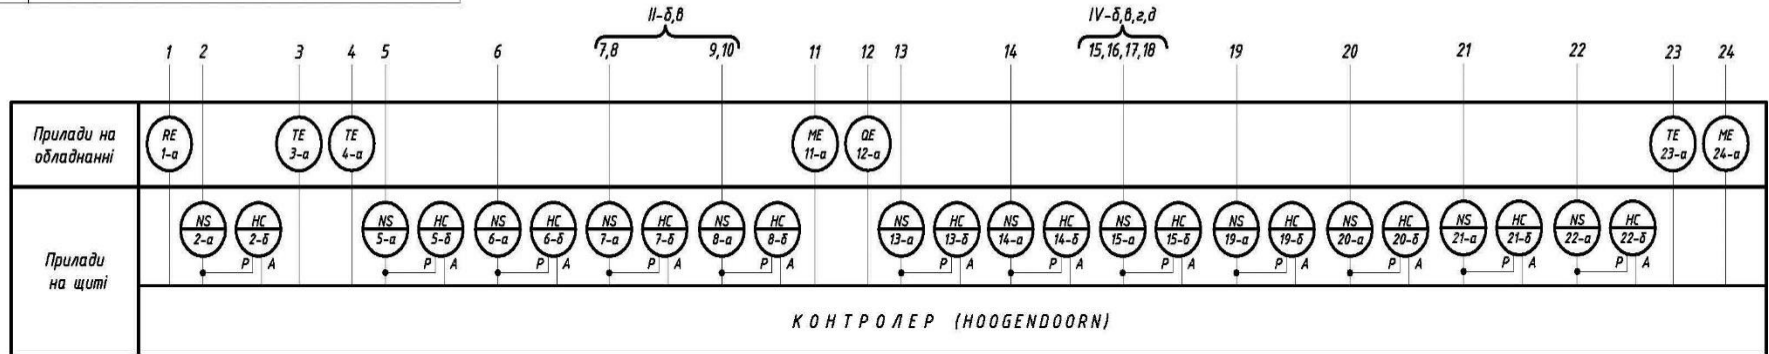 II-б,в IV-б,в,г,д
1 2 3 4 5 6 7,8 9,10 11 12 13 14 15,16,17,18 19 20 21 22 23 24
Прилади на
обладнанні
RE TE TE ME QE TE ME
1-а 3-а 4-а 11-а 12-а 23-а 24-а
NS HC NS HC NS HC NS HC NS HC NS HC NS HC NS HC NS HC NS HC NS HC NS HC
2-а 2-б 5-а 5-б 6-а 6-б 7-а 7-б 8-а 8-б 13-а 13-б 14-а 14-б 15-а 15-б 19-а 19-б 20-а 20-б 21-а 21-б 22-а 22-б
Р А Р А Р А Р А Р А Р А Р А Р А Р А Р А Р А Р А
Прилади
на щиті
КОНТРОЛЕР (HOOGENDOORN)